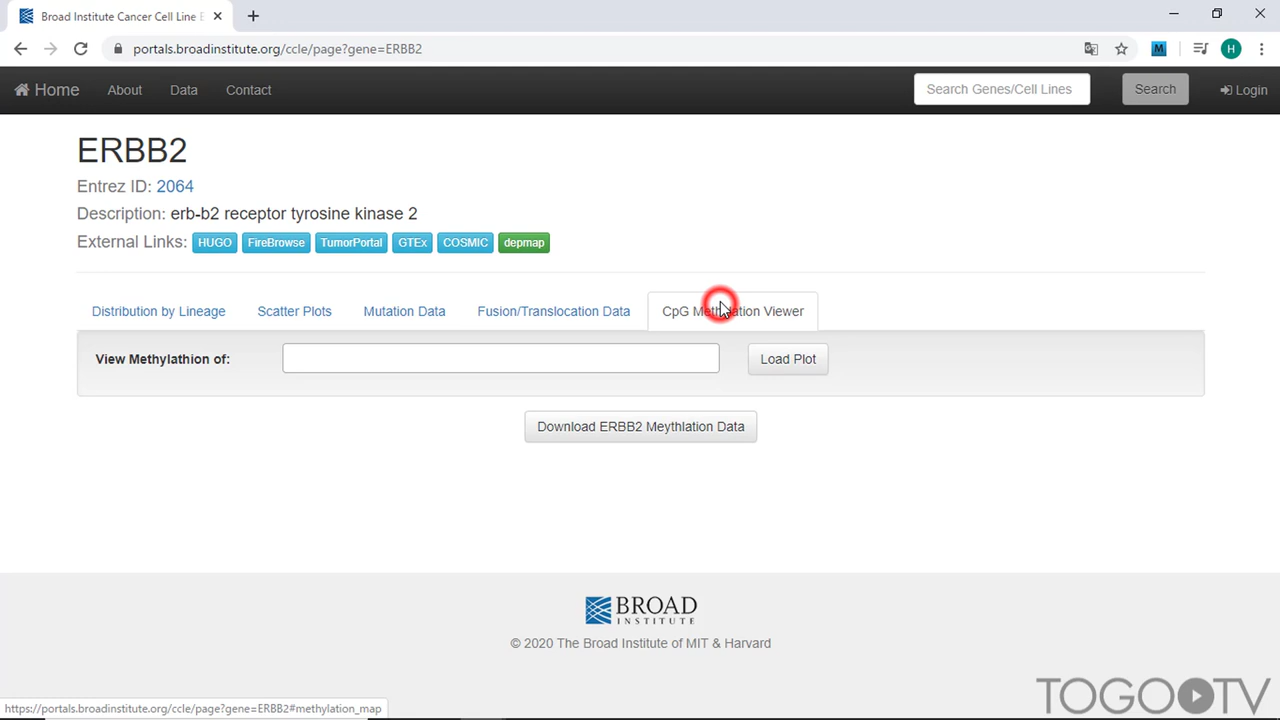 Broad Institute Cancer Cell Line E
portals.broadinstitute.org/ccle/page?gene=ERBB2
M
H
Home About Data Contact Search Genes/Cell Lines Search Login
ERBB2
Entrez ID: 2064
Description: erb-b2 receptor tyrosine kinase 2
External Links: HUGO FireBrowse TumorPortal GTEx COSMIC depmap
Distribution by Lineage Scatter Plots Mutation Data Fusion/Translocation Data CpG Methylation Viewer
View Methylathion of: Load Plot
Download ERBB2 Meythlation Data
BROAD
INSTITUTE
© 2020 The Broad Institute of MIT & Harvard
TOGO TV
https://portals.broadinstitute.org/ccle/page?gene=ERBB2#methylation_map